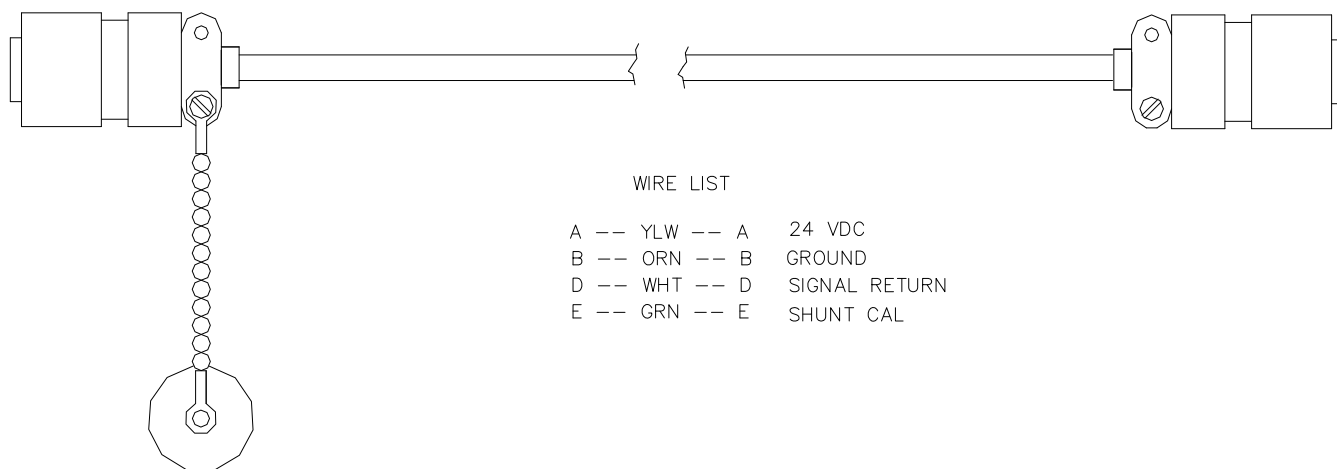 WIRE LIST
A -- YLW -- A 24 VDC
B -- ORN -- B GROUND
D -- WHT -- D SIGNAL RETURN
E -- GRN -- E SHUNT CAL